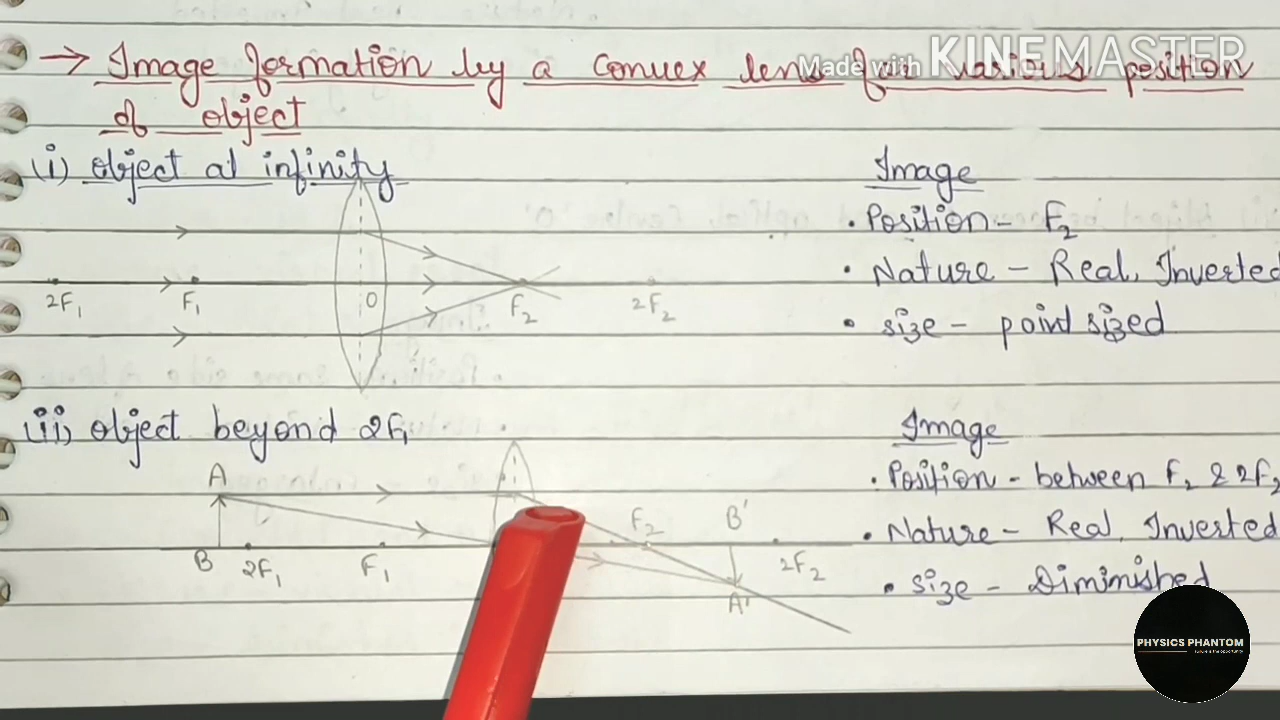 → Image formation by a convex lens for various position
Made with KINEMASTER
of object
(i) object at infinity
Image
• Position - F2
• Nature - Real, Inverted
• size - point sized
2F1 F1 O F2 2F2
(ii) object beyond 2F1
Image
• Position - between F2 & 2F2
• Nature - Real, Inverted
• size - Diminished
A
F2 B'
B 2F1 F1 2F2
A'
PHYSICS PHANTOM